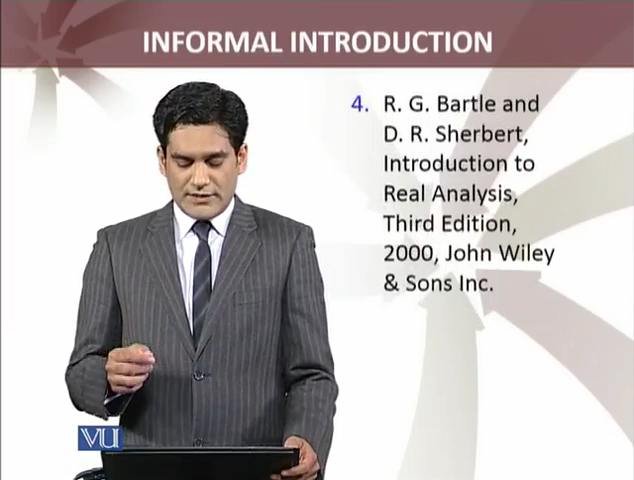 INFORMAL INTRODUCTION
4. R. G. Bartle and
D. R. Sherbert,
Introduction to
Real Analysis,
Third Edition,
2000, John Wiley
& Sons Inc.
VU